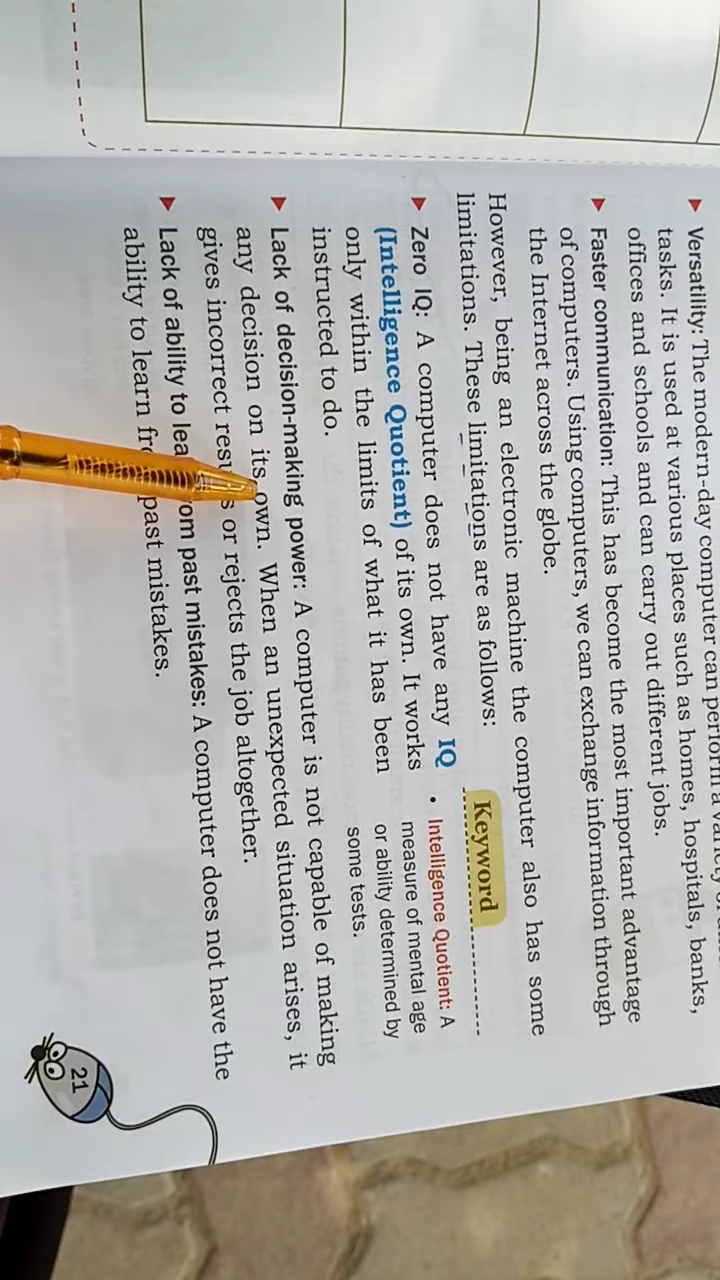 Versatility: The modern-day computer can perform a
tasks. It is used at various places such as homes, hospitals, banks,
offices and schools and can carry out different jobs.
Faster communication: This has become the most important advantage
of computers. Using computers, we can exchange information through
the Internet across the globe.
However, being an electronic machine the computer also has some
limitations. These limitations are as follows:
Zero IQ: A computer does not have any IQ
(Intelligence Quotient) of its own. It works
only within the limits of what it has been
instructed to do.
Keyword
• Intelligence Quotient: A
measure of mental age
or ability determined by
some tests.
Lack of decision-making power: A computer is not capable of making
any decision on its own. When an unexpected situation arises, it
gives incorrect or rejects the job altogether.
Lack of ability to past mistakes: A computer does not have the
ability to learn past mistakes.
21